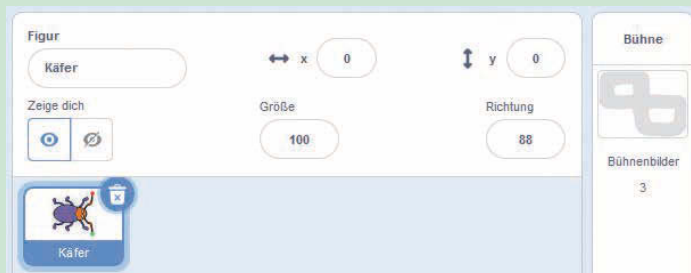 Figur
Käfer
x 0
y 0
Zeige dich
Größe
100
Richtung
88
Käfer
Bühne
Bühnenbilder
3